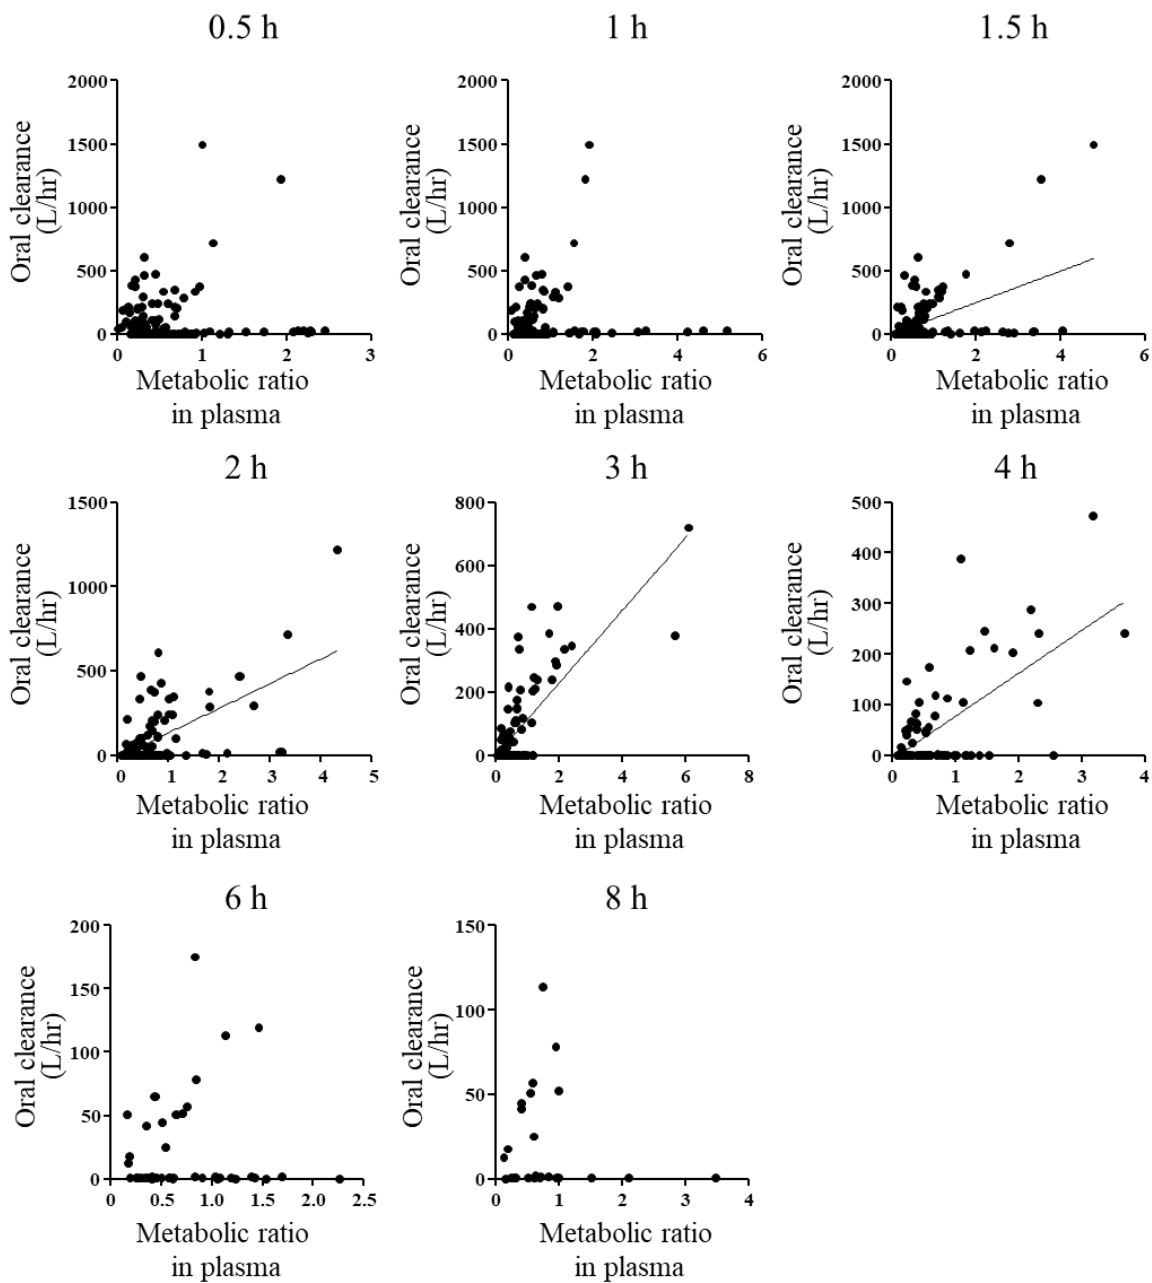 0.5 h
1 h
1.5 h
Oral clearance
(L/hr)
2000
1500
1000
500
0
0 1 2 3
Metabolic ratio
in plasma
Oral clearance
(L/hr)
2000
1500
1000
500
0
0 2 4 6
Metabolic ratio
in plasma
Oral clearance
(L/hr)
2000
1500
1000
500
0
0 2 4 6
Metabolic ratio
in plasma
2 h
3 h
4 h
Oral clearance
(L/hr)
1500
1000
500
0
0 1 2 3 4 5
Metabolic ratio
in plasma
Oral clearance
(L/hr)
800
600
400
200
0
0 2 4 6 8
Metabolic ratio
in plasma
Oral clearance
(L/hr)
500
400
300
200
100
0
0 1 2 3 4
Metabolic ratio
in plasma
6 h
8 h
Oral clearance
(L/hr)
200
150
100
50
0
0 0.5 1.0 1.5 2.0 2.5
Metabolic ratio
in plasma
Oral clearance
(L/hr)
150
100
50
0
0 1 2 3 4
Metabolic ratio
in plasma